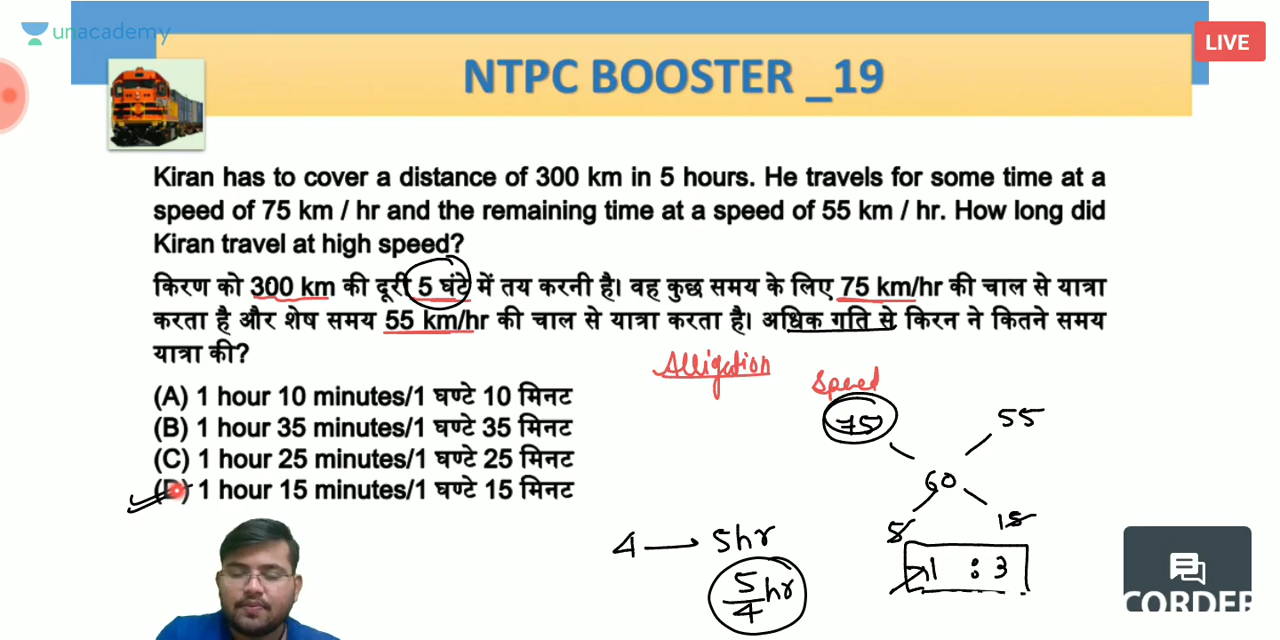 unacademy
LIVE
NTPC BOOSTER _19
Kiran has to cover a distance of 300 km in 5 hours. He travels for some time at a
speed of 75 km / hr and the remaining time at a speed of 55 km / hr. How long did
Kiran travel at high speed?
किरण को 300 km की दूरी 5 घंटे में तय करनी है। वह कुछ समय के लिए 75 km/hr की चाल से यात्रा
करता है और शेष समय 55 km/hr की चाल से यात्रा करता है। अधिक गति से किरन ने कितने समय
यात्रा की?
Alligation
Speed
(A) 1 hour 10 minutes/1 घण्टे 10 मिनट
(B) 1 hour 35 minutes/1 घण्टे 35 मिनट
(C) 1 hour 25 minutes/1 घण्टे 25 मिनट
(D) 1 hour 15 minutes/1 घण्टे 15 मिनट
75 55
60
5 15
1 : 3
4 → 5hr
5/4 hr
CORDER